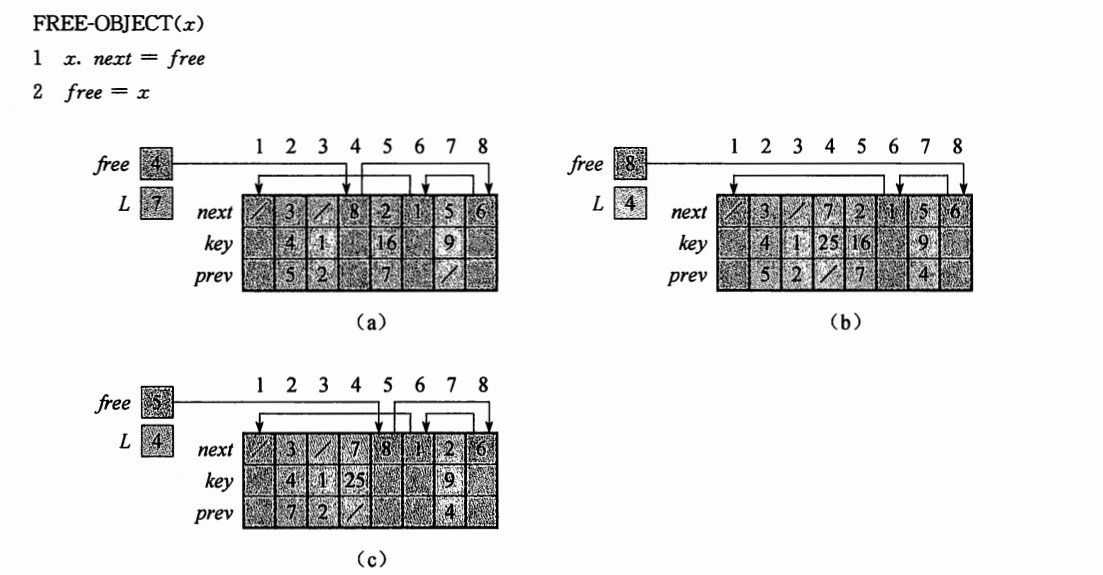 FREE-OBJECT(x)
1 x. next = free
2 free = x
1 2 3 4 5 6 7 8
free 4
L 7
next / 3 / 8 2 1 5 6
key 4 1 16 9
prev 5 2 7 /
(a)
1 2 3 4 5 6 7 8
free 8
L 4
next / 3 / 7 2 1 5 6
key 4 1 25 16 9
prev 5 2 / 7 4
(b)
1 2 3 4 5 6 7 8
free 5
L 4
next / 3 / 7 8 1 2 6
key 4 1 25 9
prev 7 2 / 4
(c)